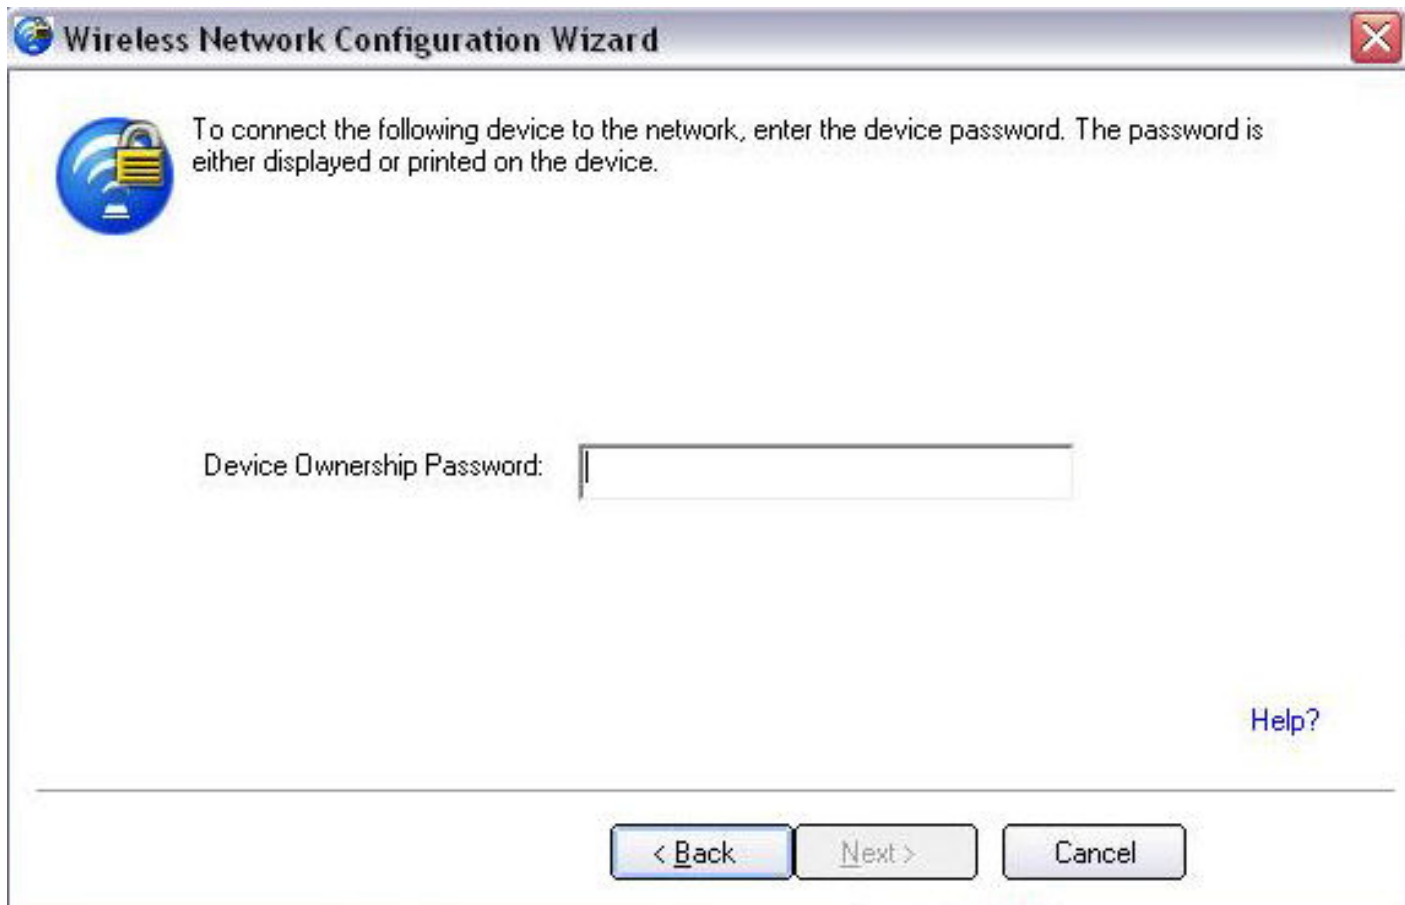 Wireless Network Configuration Wizard
To connect the following device to the network, enter the device password. The password is
either displayed or printed on the device.
Device Ownership Password:
Help?
< Back Next > Cancel